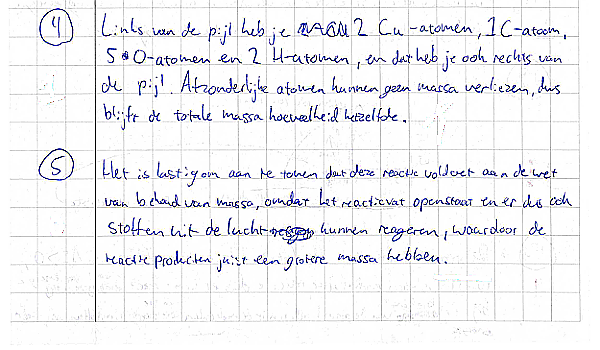 4 Links van de pijl heb je 2 Cu-atomen, 1 C-atoom,
5 O-atomen en 2 H-atomen, en dat heb je ook rechts van
de pijl. Afzonderlijke atomen kunnen geen massa verliezen, dus
blijft de totale massa hoeveelheid hetzelfde.
5 Het is lastig om aan te tonen dat deze reactie voldoet aan de wet
van behoud van massa, omdat het reactievat openstaat en er dus ook
stoffen uit de lucht kunnen reageren, waardoor de
reactie producten juist een grotere massa hebben.